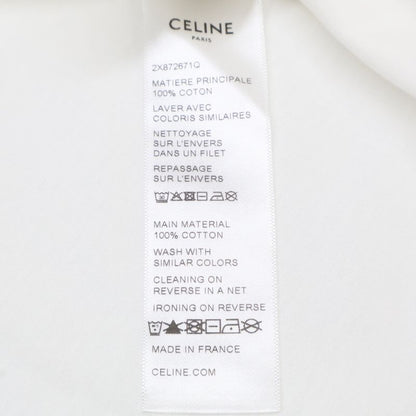 CELINE
PARIS
2X872671Q
MATIERE PRINCIPALE
100% COTON
LAVER AVEC
COLORIS SIMILAIRES
NETTOYAGE
SUR L'ENVERS
DANS UN FILET
REPASSAGE
SUR L'ENVERS
MAIN MATERIAL
100% COTTON
WASH WITH
SIMILAR COLORS
CLEANING ON
REVERSE IN A NET
IRONING ON REVERSE
MADE IN FRANCE
CELINE.COM